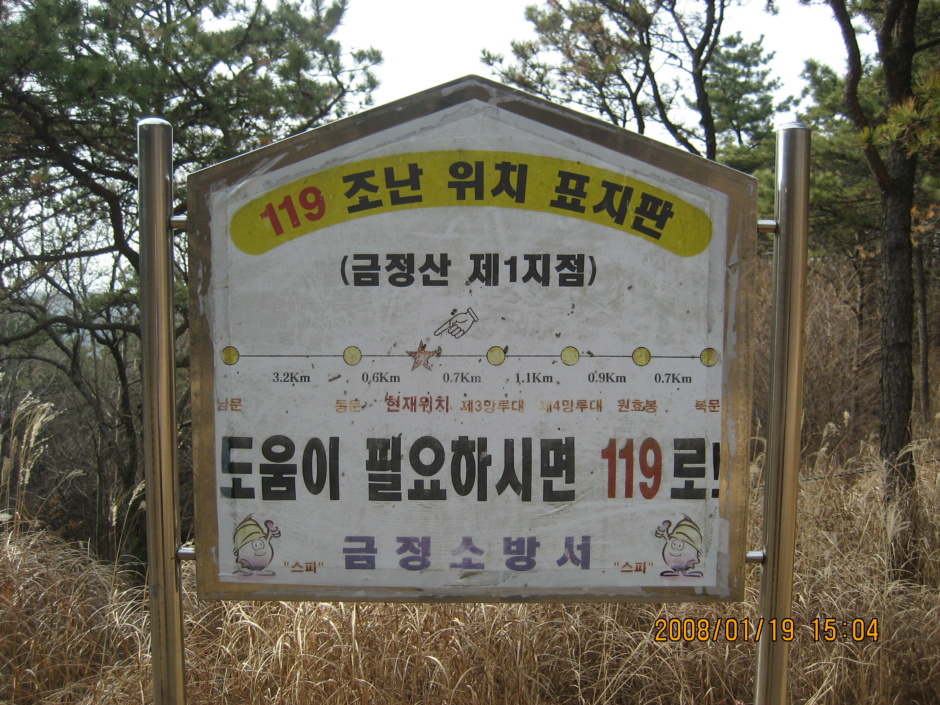 119 조난 위치 표지판
(금정산 제1지점)
3.2Km 0.6Km 0.7Km 1.1Km 0.9Km 0.7Km
남문 동문 현재위치 제3망루대 제4망루대 원효봉 북문
도움이 필요하시면 119로!
"스피" 금정소방서 "스피"
2008/01/19 15:04